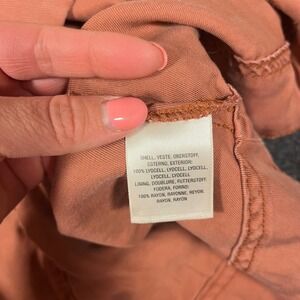 SHELL, VESTE, OBERSTOFF,
ESTERNO, EXTERIOR:
100% LYOCELL, LYOCELL, LYOCELL
LYOCELL, LYOCELL
LINING, DOUBLURE, FUTTERSTOFF
FODERA, FORRO:
100% RAYON, RAYONNE, REYON,
RAYON, RAYON